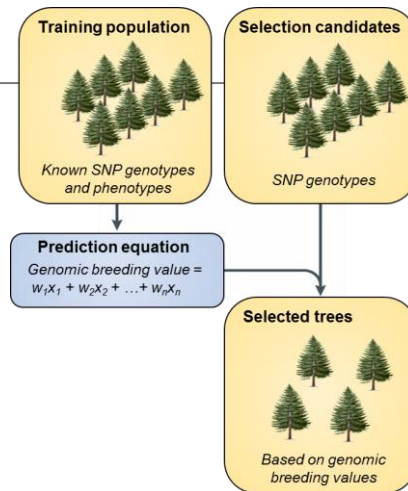 Training population
Known SNP genotypes
and phenotypes
Selection candidates
SNP genotypes
Prediction equation
Genomic breeding value =
w₁x₁ + w₂x₂ + …+ wₙxₙ
Selected trees
Based on genomic
breeding values